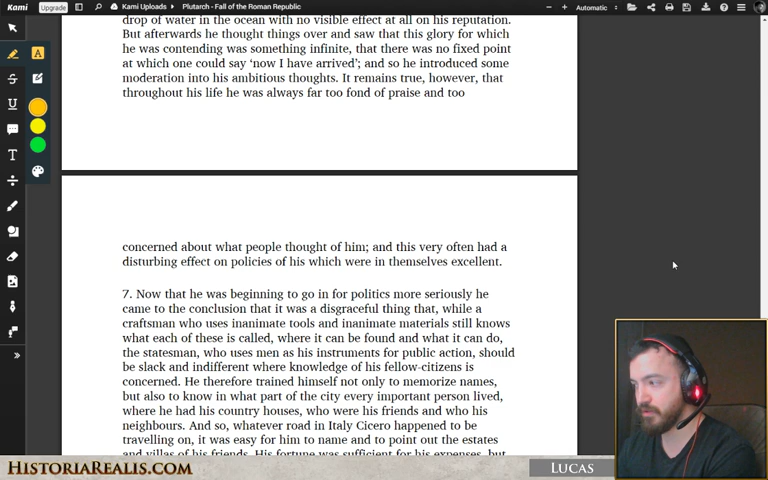 Kami
Upgrade
Kami Uploads
Plutarch - Fall of the Roman Republic
Automatic
drop of water in the ocean with no visible effect at all on his reputation.
But afterwards he thought things over and saw that this glory for which
he was contending was something infinite, that there was no fixed point
at which one could say ‘now I have arrived’; and so he introduced some
moderation into his ambitious thoughts. It remains true, however, that
throughout his life he was always far too fond of praise and too
concerned about what people thought of him; and this very often had a
disturbing effect on policies of his which were in themselves excellent.
7. Now that he was beginning to go in for politics more seriously he
came to the conclusion that it was a disgraceful thing that, while a
craftsman who uses inanimate tools and inanimate materials still knows
what each of these is called, where it can be found and what it can do,
the statesman, who uses men as his instruments for public action, should
be slack and indifferent where knowledge of his fellow-citizens is
concerned. He therefore trained himself not only to memorize names,
but also to know in what part of the city every important person lived,
where he had his country houses, who were his friends and who his
neighbours. And so, whatever road in Italy Cicero happened to be
travelling on, it was easy for him to name and to point out the estates
and villas of his friends. His fortune was sufficient for his expenses, but
HISTORIAREALIS.COM
LUCAS